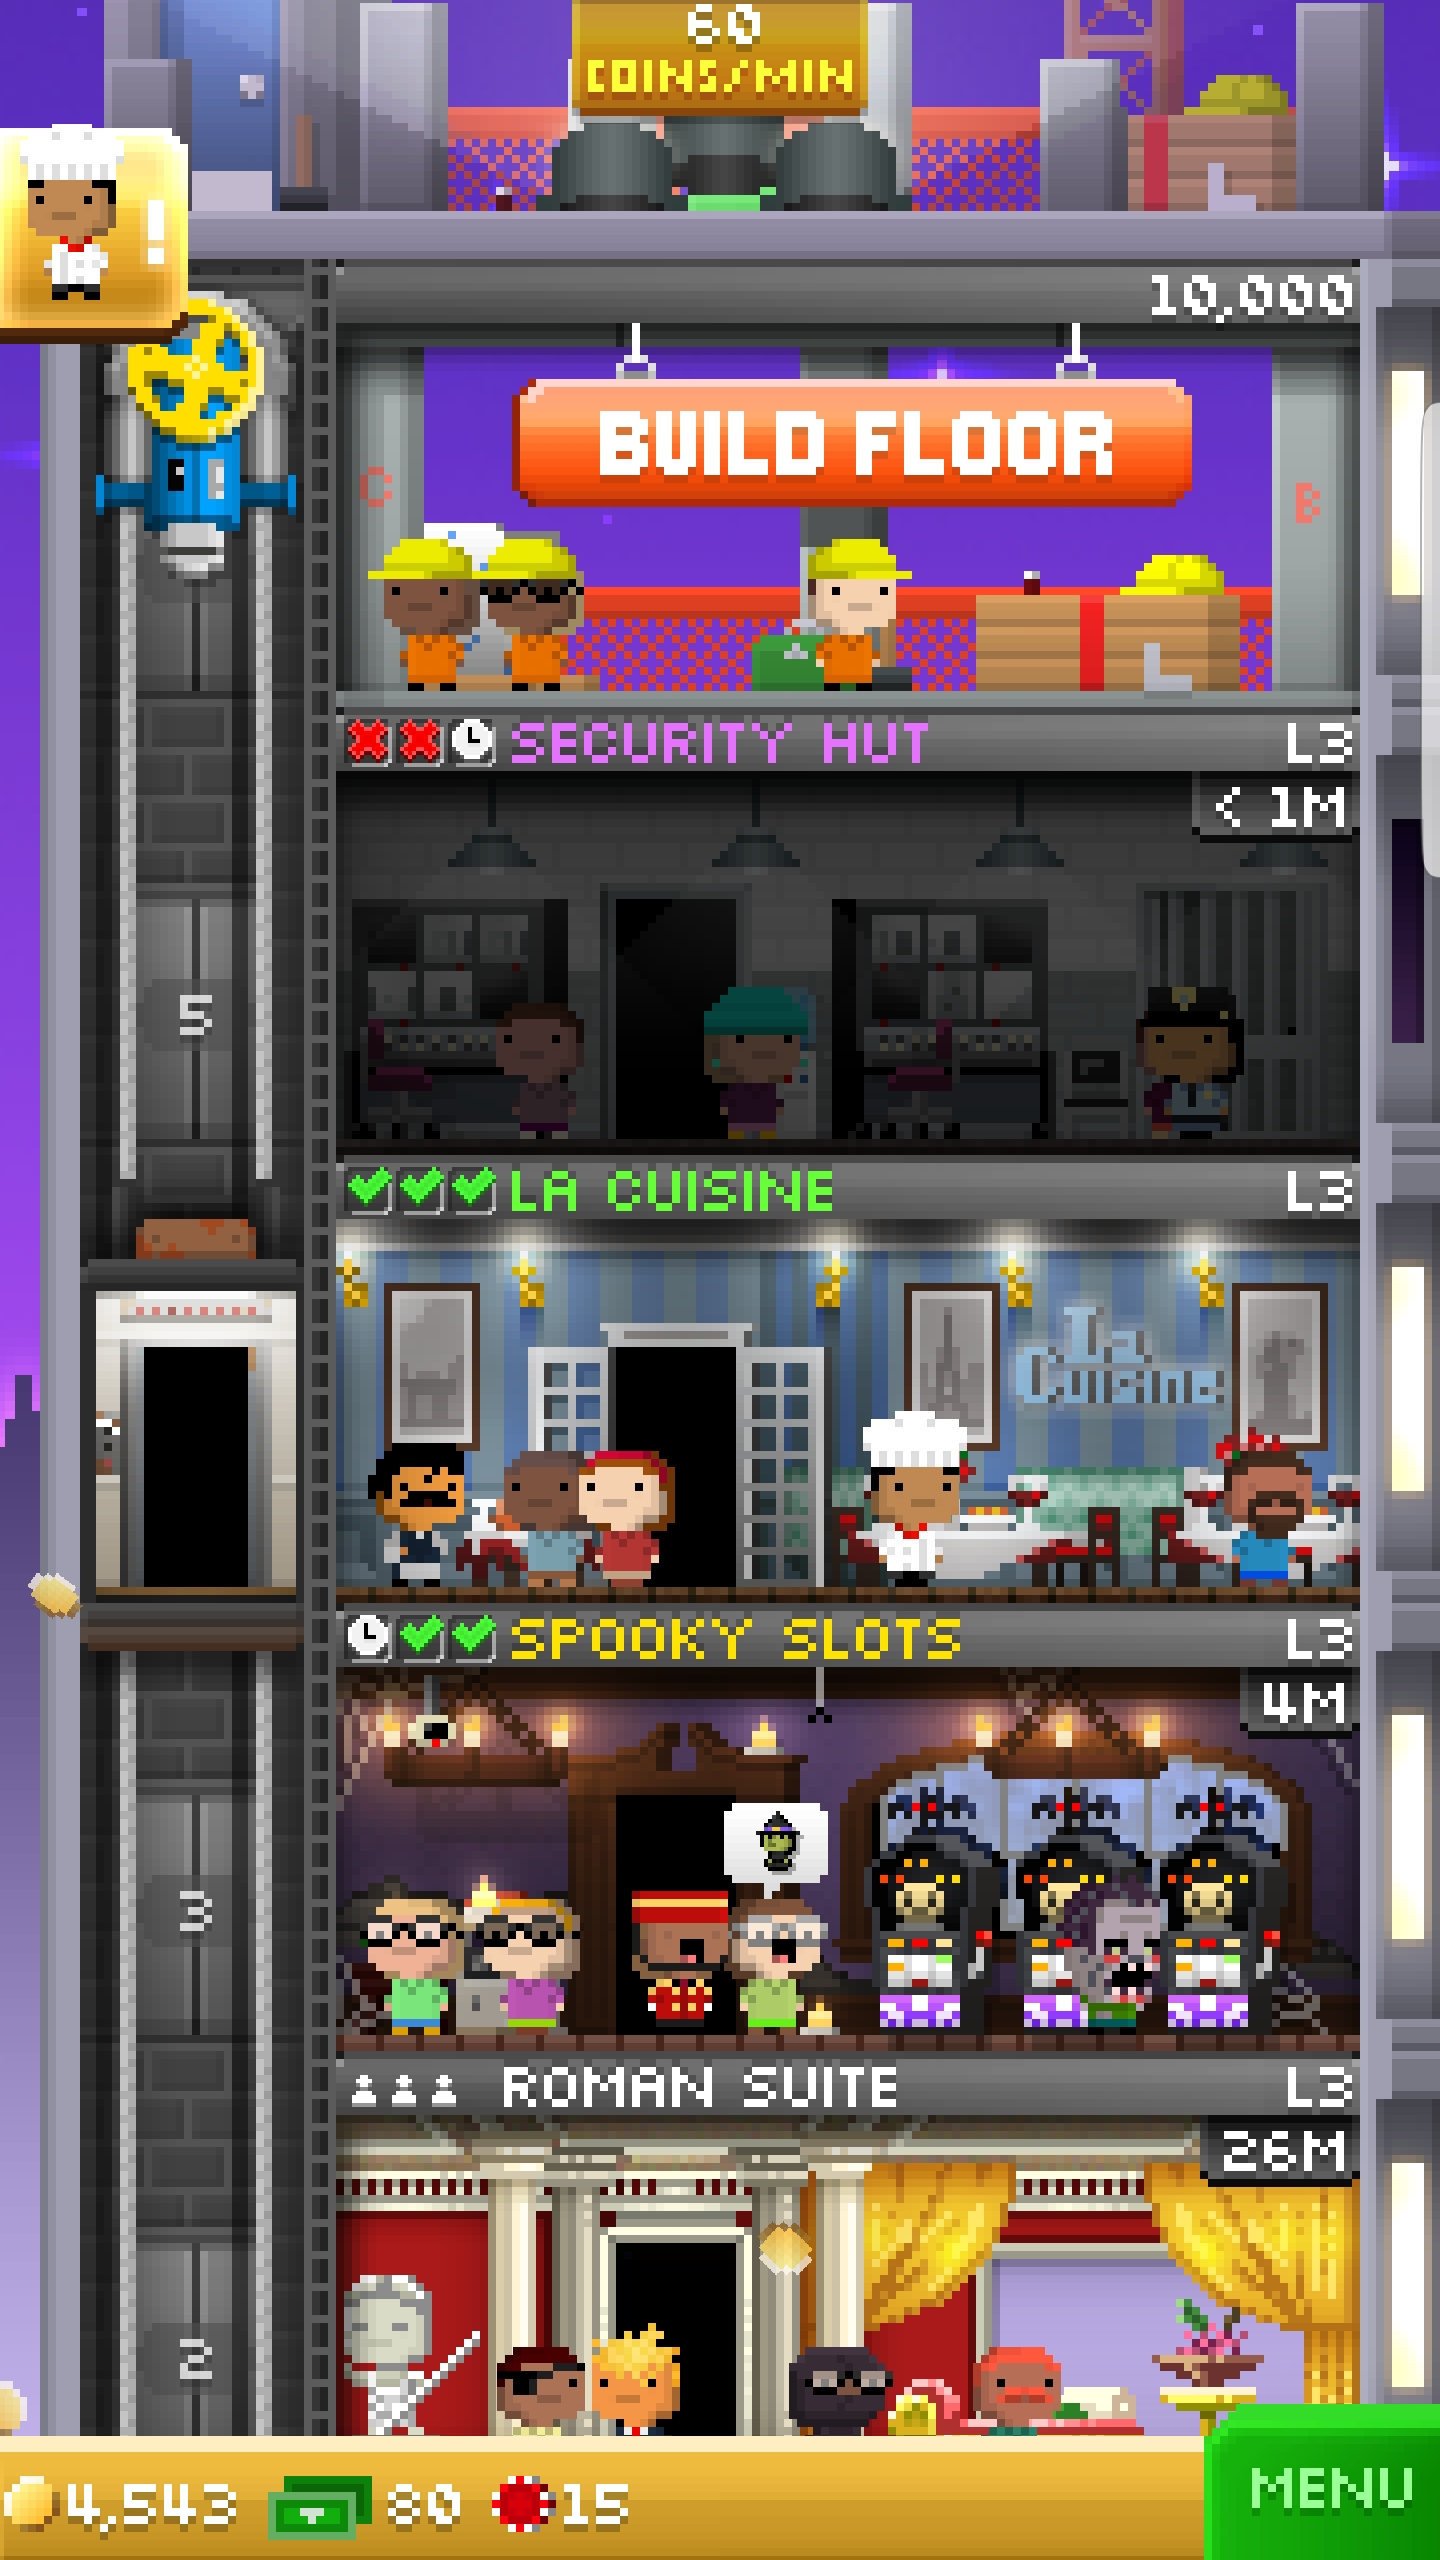 60
COINS/MIN
!
10,000
BUILD FLOOR
C
B
SECURITY HUT L3
< 1M
5
LA CUISINE L3
La
Cuisine
SPOOKY SLOTS L3
4M
3
ROMAN SUITE L3
26M
2
4,543 80 15
MENU